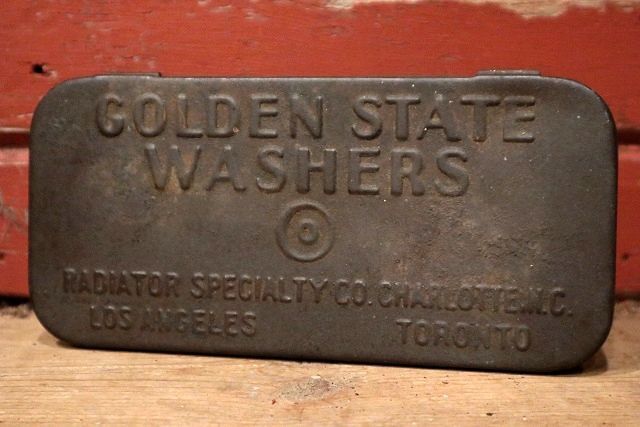 GOLDEN STATE
WASHERS
RADIATOR SPECIALTY CO. CHARLOTTE N.C.
LOS ANGELES TORONTO